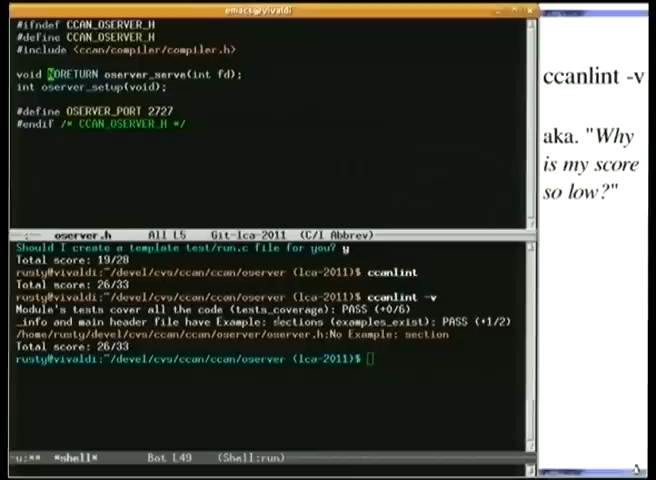 emacs@vivaldi
#ifndef CCAN_OSERVER_H
#define CCAN_OSERVER_H
#include <ccan/compiler/compiler.h>
void NORETURN oserver_serve(int fd);
int oserver_setup(void);
#define OSERVER_PORT 2727
#endif /* CCAN_OSERVER_H */
-:--- oserver.h All L5 Git-lca-2011 (C/l Abbrev)
Should I create a template test/run.c file for you? y
Total score: 19/28
rusty@vivaldi:~/devel/cvs/ccan/ccan/oserver (lca-2011)$ ccanlint
Total score: 26/33
rusty@vivaldi:~/devel/cvs/ccan/ccan/oserver (lca-2011)$ ccanlint -v
Module's tests cover all the code (tests_coverage): PASS (+0/6)
_info and main header file have Example: sections (examples_exist): PASS (+1/2)
/home/rusty/devel/cvs/ccan/ccan/oserver/oserver.h:No Example: section
Total score: 26/33
rusty@vivaldi:~/devel/cvs/ccan/ccan/oserver (lca-2011)$
-u:** *shell* Bot L49 (Shell:run)
ccanlint -v
aka. "Why
is my score
so low?"